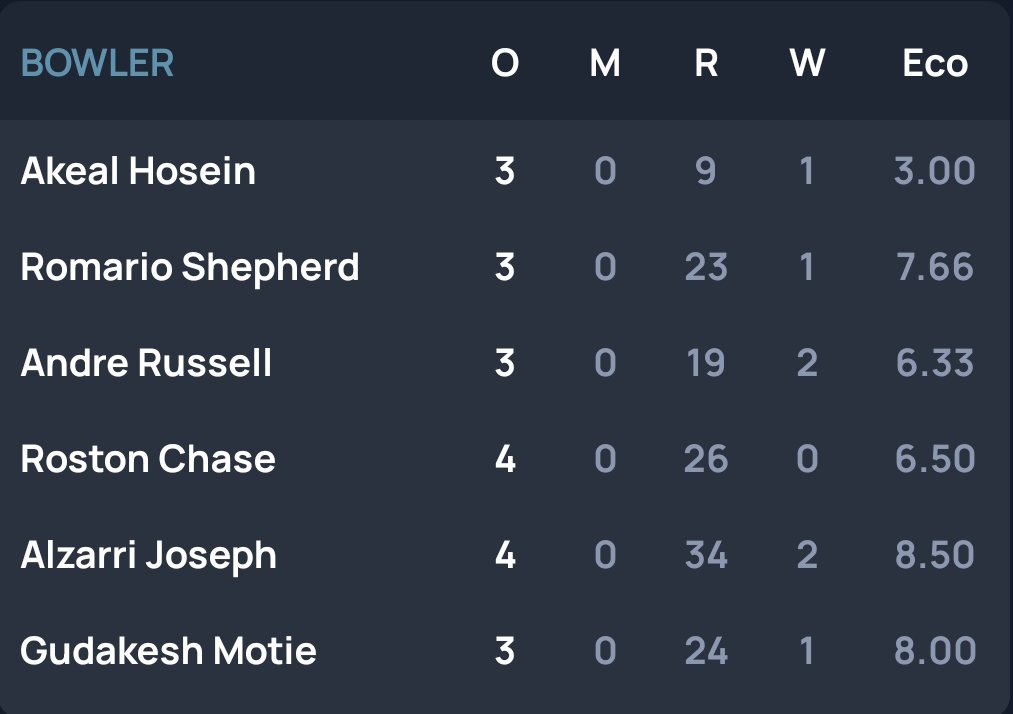 BOWLER O M R W Eco
Akeal Hosein 3 0 9 1 3.00
Romario Shepherd 3 0 23 1 7.66
Andre Russell 3 0 19 2 6.33
Roston Chase 4 0 26 0 6.50
Alzarri Joseph 4 0 34 2 8.50
Gudakesh Motie 3 0 24 1 8.00